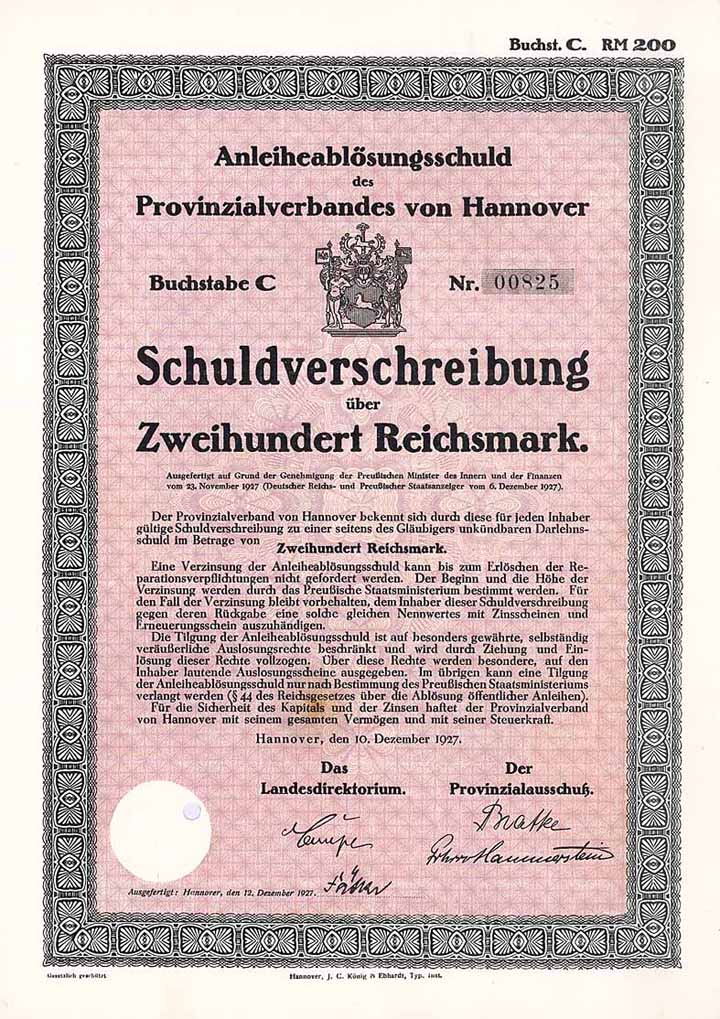 Buchst. C. RM 200
Anleiheablösungsschuld
des
Provinzialverbandes von Hannover
Buchstabe C Nr. 00825
Schuldverschreibung
über
Zweihundert Reichsmark.
Ausgefertigt auf Grund der Genehmigung der Preußischen Minister des Innern und der Finanzen
vom 23. November 1927 (Deutscher Reichs- und Preußischer Staatsanzeiger vom 6. Dezember 1927).
Der Provinzialverband von Hannover bekennt sich durch diese für jeden Inhaber
gültige Schuldverschreibung zu einer seitens des Gläubigers unkündbaren Darlehns-
schuld im Betrage von
Zweihundert Reichsmark.
Eine Verzinsung der Anleiheablösungsschuld kann bis zum Erlöschen der Re-
parationsverpflichtungen nicht gefordert werden. Der Beginn und die Höhe der
Verzinsung werden durch das Preußische Staatsministerium bestimmt werden. Für
den Fall der Verzinsung bleibt vorbehalten, dem Inhaber dieser Schuldverschreibung
gegen deren Rückgabe eine solche gleichen Nennwertes mit Zinsscheinen und
Erneuerungsschein auszuhändigen.
Die Tilgung der Anleiheablösungsschuld ist auf besonders gewährte, selbständig
veräußerliche Auslosungsrechte beschränkt und wird durch Ziehung und Ein-
lösung dieser Rechte vollzogen. Über diese Rechte werden besondere, auf den
Inhaber lautende Auslosungsscheine ausgegeben. Im übrigen kann eine Tilgung
der Anleiheablösungsschuld nur nach Bestimmung des Preußischen Staatsministeriums
verlangt werden (§ 44 des Reichsgesetzes über die Ablösung öffentlicher Anleihen).
Für die Sicherheit des Kapitals und der Zinsen haftet der Provinzialverband
von Hannover mit seinem gesamten Vermögen und mit seiner Steuerkraft.
Hannover, den 10. Dezember 1927.
Das Der
Landesdirektorium. Provinzialausschuß.
Bratke
Hammerstein
Ausgefertigt: Hannover, den 12. Dezember 1927.
Gesetzlich geschützt
Hannover, J. C. König & Ebhardt, Typ. Inst.